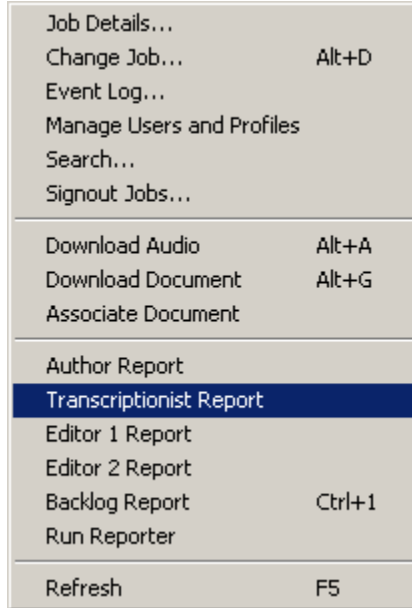 Job Details...
Change Job... Alt+D
Event Log...
Manage Users and Profiles
Search...
Signout Jobs...
Download Audio Alt+A
Download Document Alt+G
Associate Document
Author Report
Transcriptionist Report
Editor 1 Report
Editor 2 Report
Backlog Report Ctrl+1
Run Reporter
Refresh F5